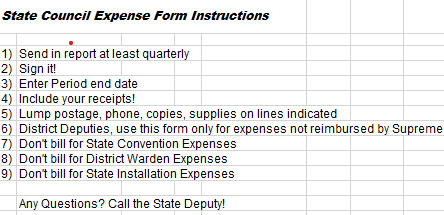 State Council Expense Form Instructions
1) Send in report at least quarterly
2) Sign it!
3) Enter Period end date
4) Include your receipts!
5) Lump postage, phone, copies, supplies on lines indicated
6) District Deputies, use this form only for expenses not reimbursed by Supreme
7) Don't bill for State Convention Expenses
8) Don't bill for District Warden Expenses
9) Don't bill for State Installation Expenses
Any Questions? Call the State Deputy!